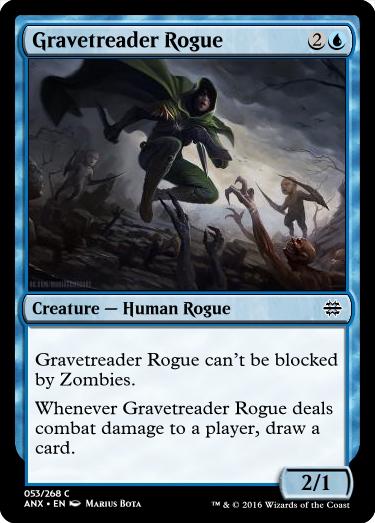 Gravetreader Rogue 2
Creature — Human Rogue
Gravetreader Rogue can't be blocked
by Zombies.
Whenever Gravetreader Rogue deals
combat damage to a player, draw a
card.
2/1
053/268 C
ANX • EN Marius Bota
™ & © 2016 Wizards of the Coast